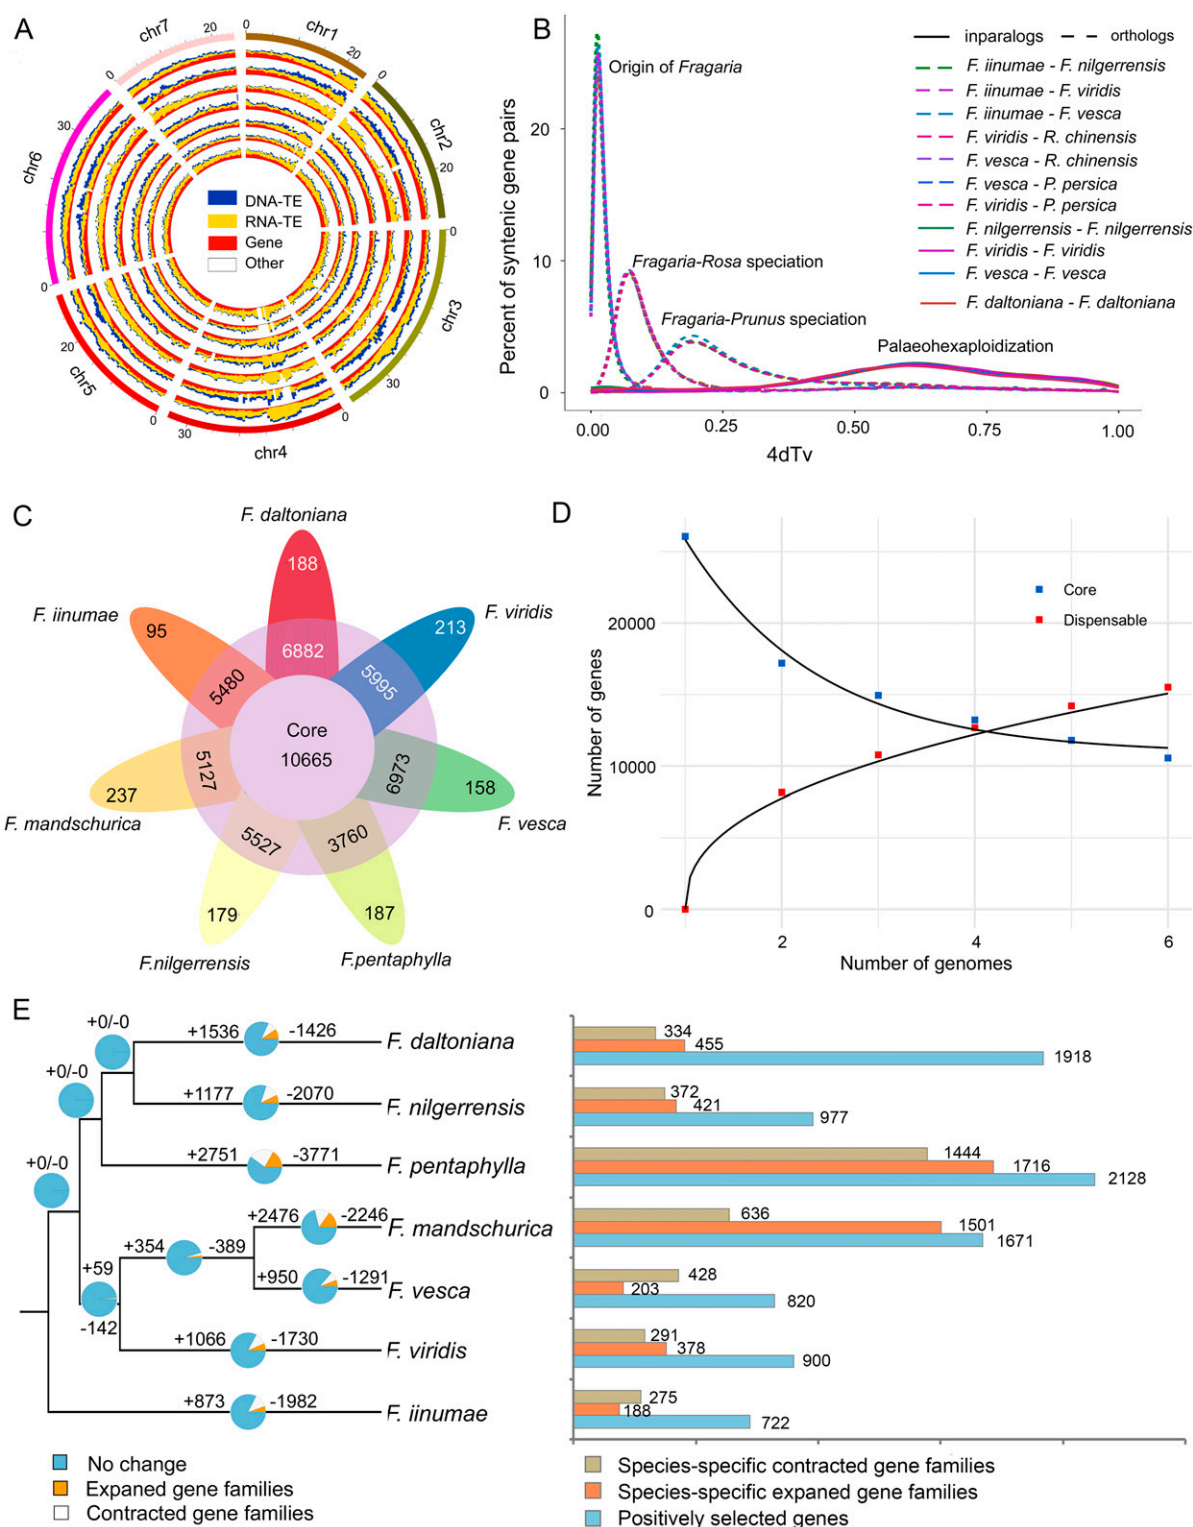 A
chr7
20
0
chr1
20
0
chr2
20
0
chr3
30
0
chr4
30
0
chr5
20
0
chr6
30
0
DNA-TE
RNA-TE
Gene
Other
B
inparalogs
orthologs
Origin of Fragaria
F. iinumae - F. nilgerrensis
F. iinumae - F. viridis
F. iinumae - F. vesca
F. viridis - R. chinensis
F. vesca - R. chinensis
F. vesca - P. persica
F. viridis - P. persica
F. nilgerrensis - F. nilgerrensis
F. viridis - F. viridis
F. vesca - F. vesca
F. daltoniana - F. daltoniana
Fragaria-Rosa speciation
Fragaria-Prunus speciation
Palaeohexaploidization
Percent of syntenic gene pairs
20
10
0
0.00
0.25
0.50
0.75
1.00
4dTv
C
F. daltoniana
188
6882
F. viridis
213
5995
F. vesca
158
6973
F.pentaphylla
187
3760
F.nilgerrensis
179
5527
F. mandschurica
237
5127
F. iinumae
95
5480
Core
10665
D
Core
Dispensable
Number of genes
20000
10000
0
2
4
6
Number of genomes
E
+0/-0
+0/-0
+0/-0
+59
-142
+354
-389
+1536
-1426
F. daltoniana
+1177
-2070
F. nilgerrensis
+2751
-3771
F. pentaphylla
+2476
-2246
F. mandschurica
+950
-1291
F. vesca
+1066
-1730
F. viridis
+873
-1982
F. iinumae
No change
Expaned gene families
Contracted gene families
334
455
1918
372
421
977
1444
1716
2128
636
1501
1671
428
203
820
291
378
900
275
188
722
Species-specific contracted gene families
Species-specific expaned gene families
Positively selected genes